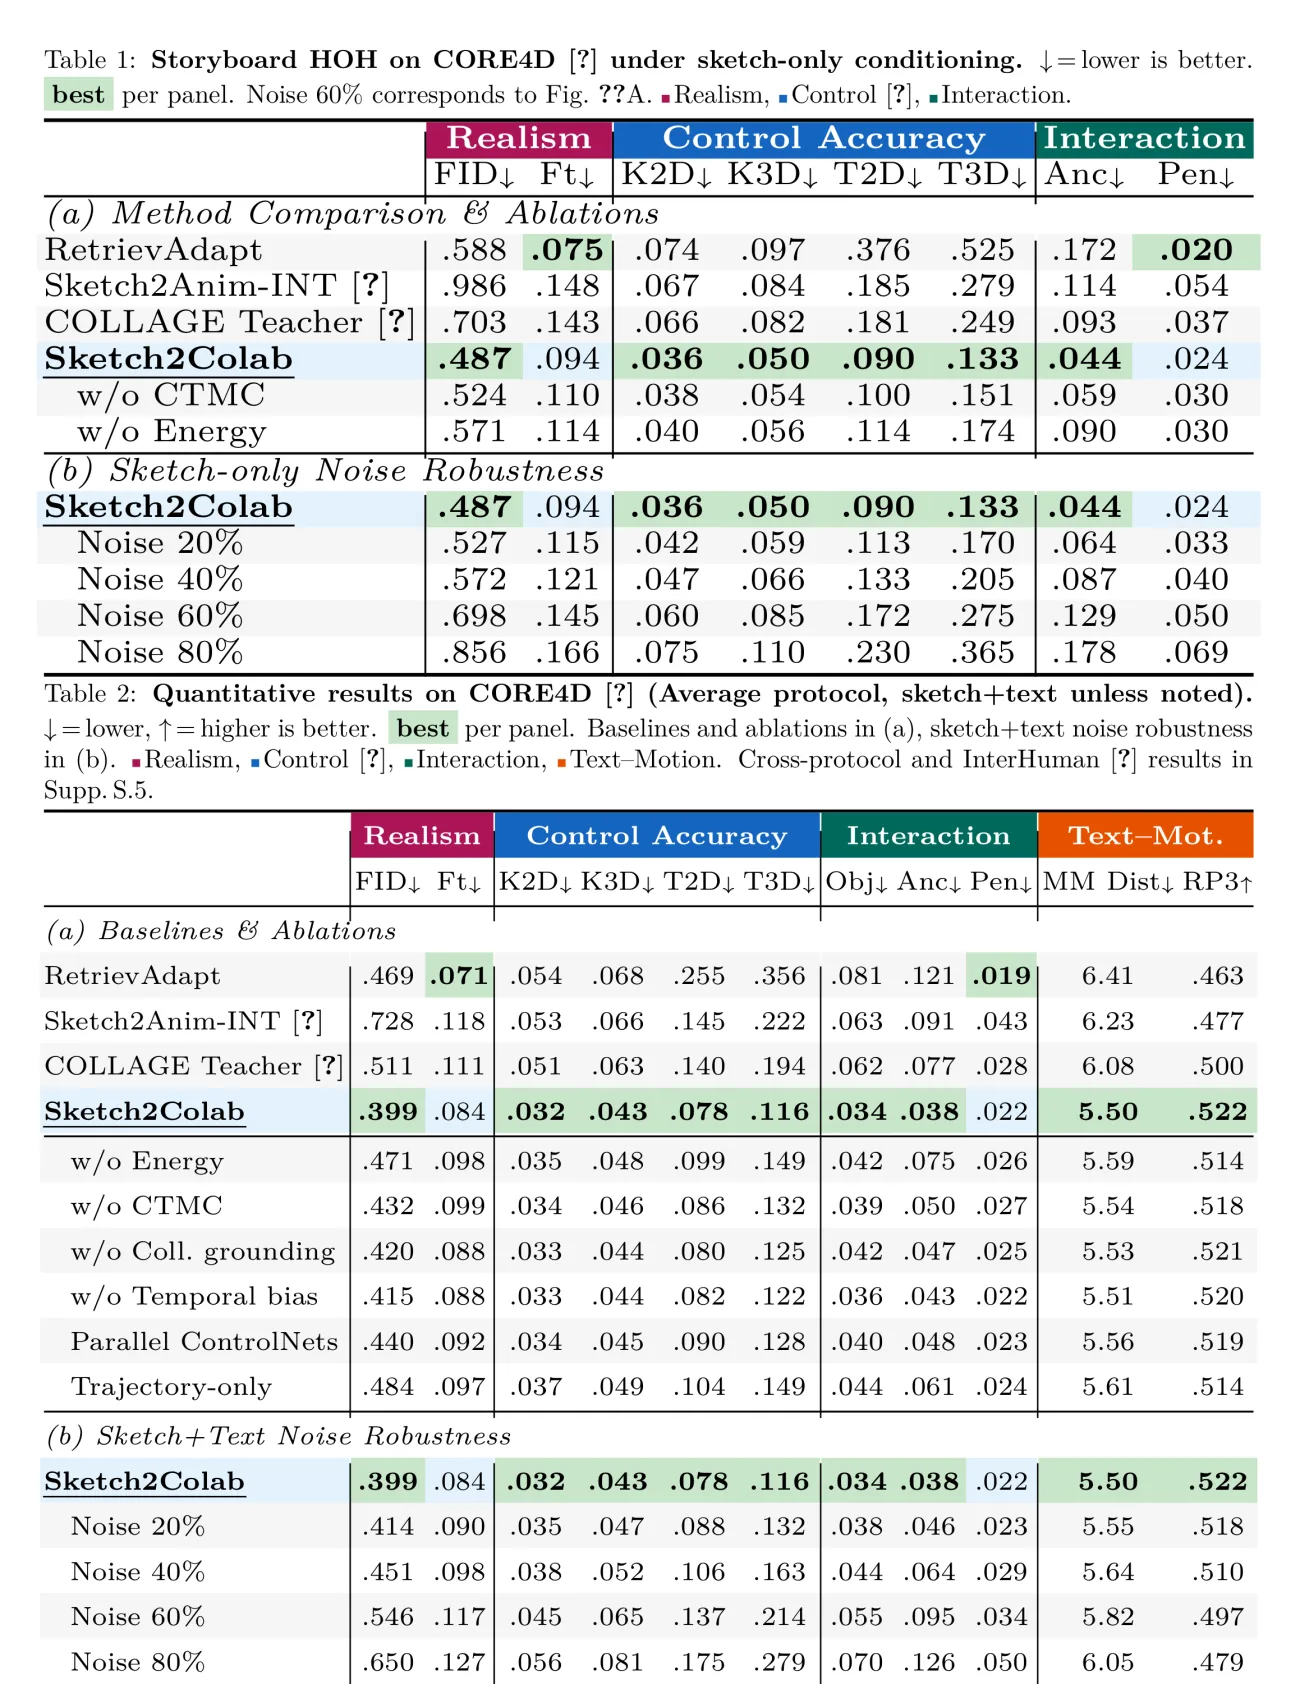 Table 1: Storyboard HOH on CORE4D [?] under sketch-only conditioning. ↓=lower is better.
best per panel. Noise 60% corresponds to Fig. ??A. ■Realism, ■Control [?], ■Interaction.
Realism Control Accuracy Interaction
FID↓ Ft↓ K2D↓ K3D↓ T2D↓ T3D↓ Anc↓ Pen↓
(a) Method Comparison & Ablations
RetrievAdapt .588 .075 .074 .097 .376 .525 .172 .020
Sketch2Anim-INT [?] .986 .148 .067 .084 .185 .279 .114 .054
COLLAGE Teacher [?] .703 .143 .066 .082 .181 .249 .093 .037
Sketch2Colab .487 .094 .036 .050 .090 .133 .044 .024
w/o CTMC .524 .110 .038 .054 .100 .151 .059 .030
w/o Energy .571 .114 .040 .056 .114 .174 .090 .030
(b) Sketch-only Noise Robustness
Sketch2Colab .487 .094 .036 .050 .090 .133 .044 .024
Noise 20% .527 .115 .042 .059 .113 .170 .064 .033
Noise 40% .572 .121 .047 .066 .133 .205 .087 .040
Noise 60% .698 .145 .060 .085 .172 .275 .129 .050
Noise 80% .856 .166 .075 .110 .230 .365 .178 .069
Table 2: Quantitative results on CORE4D [?] (Average protocol, sketch+text unless noted).
↓=lower, ↑=higher is better. best per panel. Baselines and ablations in (a), sketch+text noise robustness
in (b). ■Realism, ■Control [?], ■Interaction, ■Text–Motion. Cross-protocol and InterHuman [?] results in
Supp. S.5.
Realism Control Accuracy Interaction Text–Mot.
FID↓ Ft↓ K2D↓ K3D↓ T2D↓ T3D↓ Obj↓ Anc↓ Pen↓ MM Dist↓ RP3↑
(a) Baselines & Ablations
RetrievAdapt .469 .071 .054 .068 .255 .356 .081 .121 .019 6.41 .463
Sketch2Anim-INT [?] .728 .118 .053 .066 .145 .222 .063 .091 .043 6.23 .477
COLLAGE Teacher [?] .511 .111 .051 .063 .140 .194 .062 .077 .028 6.08 .500
Sketch2Colab .399 .084 .032 .043 .078 .116 .034 .038 .022 5.50 .522
w/o Energy .471 .098 .035 .048 .099 .149 .042 .075 .026 5.59 .514
w/o CTMC .432 .099 .034 .046 .086 .132 .039 .050 .027 5.54 .518
w/o Coll. grounding .420 .088 .033 .044 .080 .125 .042 .047 .025 5.53 .521
w/o Temporal bias .415 .088 .033 .044 .082 .122 .036 .043 .022 5.51 .520
Parallel ControlNets .440 .092 .034 .045 .090 .128 .040 .048 .023 5.56 .519
Trajectory-only .484 .097 .037 .049 .104 .149 .044 .061 .024 5.61 .514
(b) Sketch+Text Noise Robustness
Sketch2Colab .399 .084 .032 .043 .078 .116 .034 .038 .022 5.50 .522
Noise 20% .414 .090 .035 .047 .088 .132 .038 .046 .023 5.55 .518
Noise 40% .451 .098 .038 .052 .106 .163 .044 .064 .029 5.64 .510
Noise 60% .546 .117 .045 .065 .137 .214 .055 .095 .034 5.82 .497
Noise 80% .650 .127 .056 .081 .175 .279 .070 .126 .050 6.05 .479